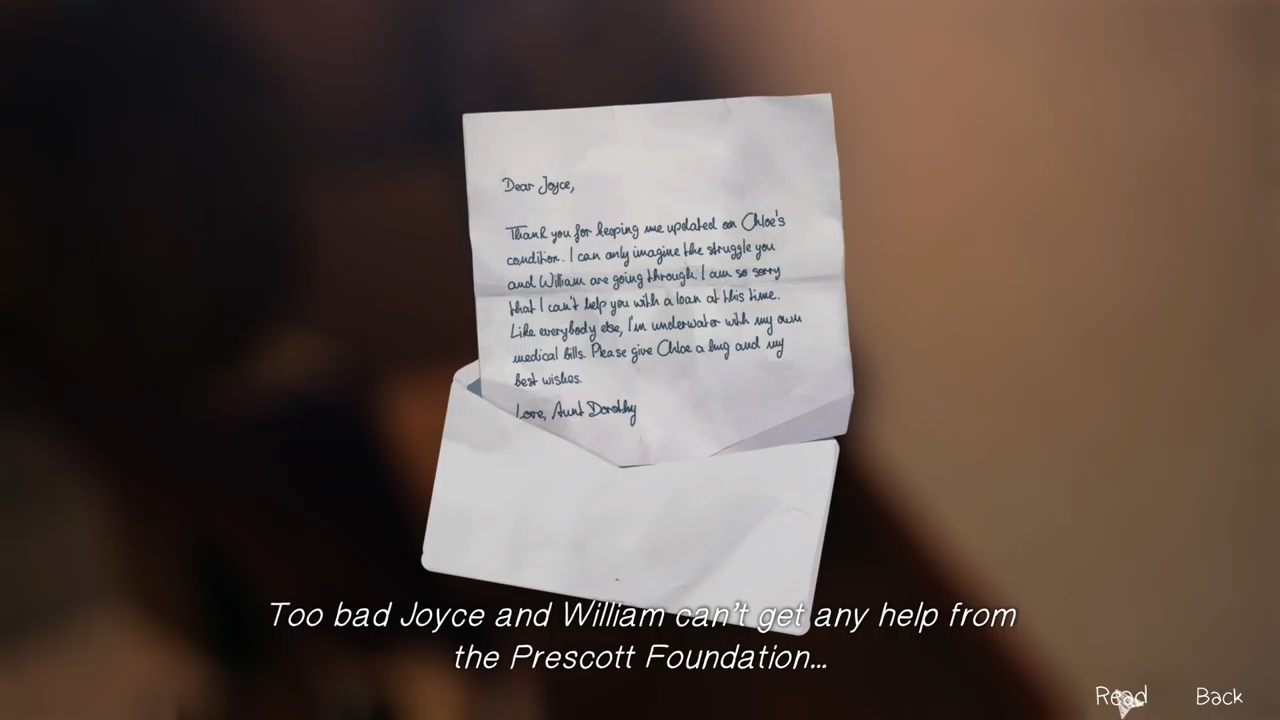 Dear Joyce,
Thank you for keeping me updated on Chloe's
condition. I can only imagine the struggle you
and William are going through. I am so sorry
that I can't help you with a loan at this time.
Like everybody else, I'm underwater with my own
medical bills. Please give Chloe a hug and my
best wishes.
Love, Aunt Dorothy
Too bad Joyce and William can't get any help from
the Prescott Foundation...
Read Back